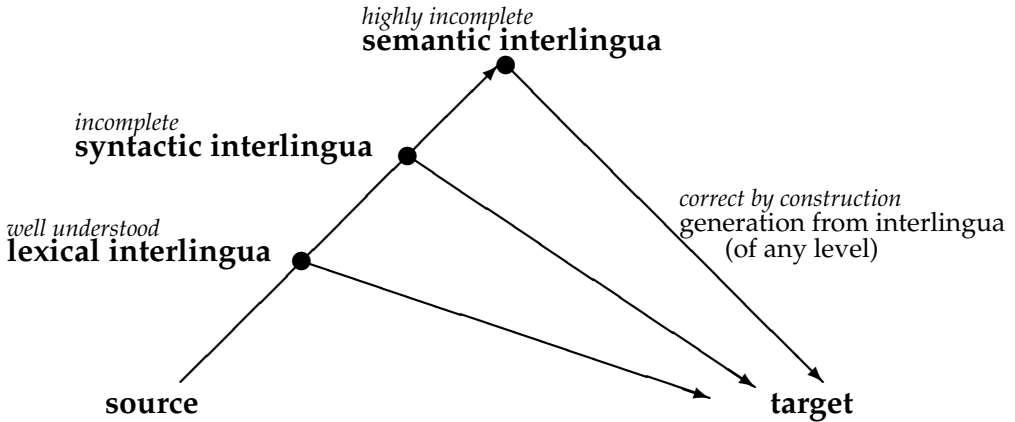 highly incomplete
semantic interlingua
incomplete
syntactic interlingua
correct by construction
generation from interlingua
(of any level)
well understood
lexical interlingua
source
target